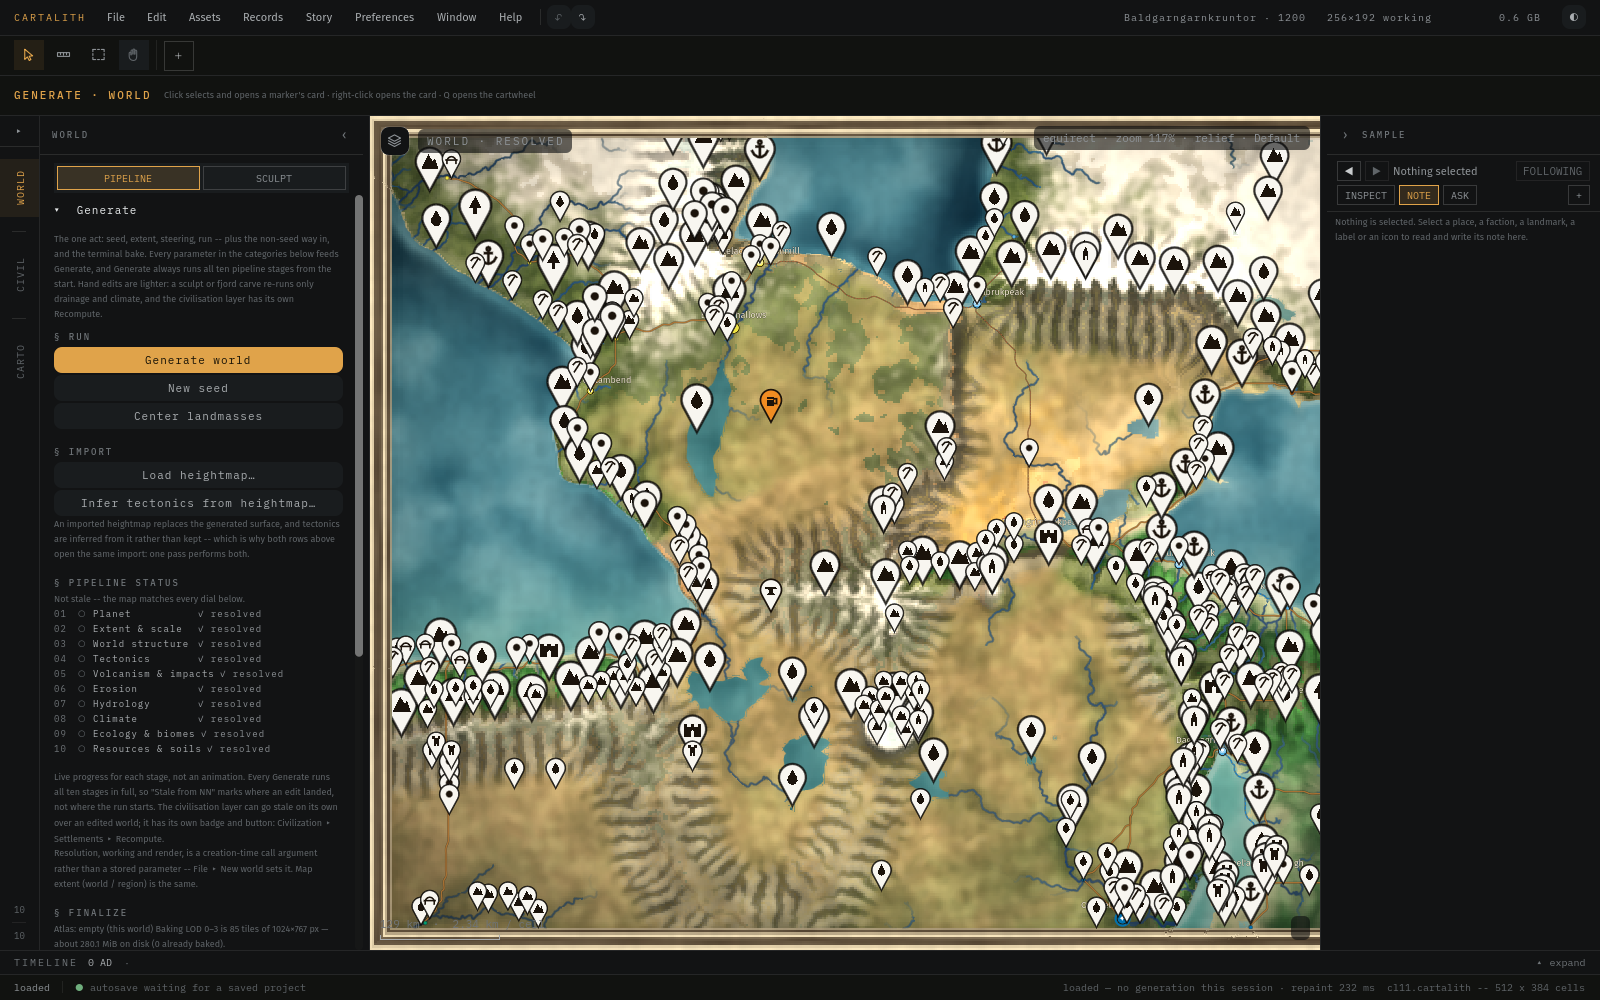 CARTALITH File Edit Assets Records Story Preferences Window Help
Baldgarngarnkruntor · 1200 256×192 working 0.6 GB
GENERATE · WORLD Click selects and opens a marker's card · right-click opens the card · Q opens the cartwheel
WORLD
CIVIL
CARTO
10
10
WORLD
PIPELINE SCULPT
Generate
The one act: seed, extent, steering, run -- plus the non-seed way in,
and the terminal bake. Every parameter in the categories below feeds
Generate, and Generate always runs all ten pipeline stages from the
start. Hand edits are lighter: a sculpt or fjord carve re-runs only
drainage and climate, and the civilisation layer has its own
Recompute.
§ RUN
Generate world
New seed
Center landmasses
§ IMPORT
Load heightmap…
Infer tectonics from heightmap…
An imported heightmap replaces the generated surface, and tectonics
are inferred from it rather than kept -- which is why both rows above
open the same import: one pass performs both.
§ PIPELINE STATUS
Not stale -- the map matches every dial below.
01 ○ Planet √ resolved
02 ○ Extent & scale √ resolved
03 ○ World structure √ resolved
04 ○ Tectonics √ resolved
05 ○ Volcanism & impacts √ resolved
06 ○ Erosion √ resolved
07 ○ Hydrology √ resolved
08 ○ Climate √ resolved
09 ○ Ecology & biomes √ resolved
10 ○ Resources & soils √ resolved
Live progress for each stage, not an animation. Every Generate runs
all ten stages in full, so "Stale from NN" marks where an edit landed,
not where the run starts. The civilisation layer can go stale on its own
over an edited world; it has its own badge and button: Civilization ▸
Settlements ▸ Recompute.
Resolution, working and render, is a creation-time call argument
rather than a stored parameter -- File ▸ New world sets it. Map
extent (world / region) is the same.
§ FINALIZE
Atlas: empty (this world) Baking LOD 0–3 is 85 tiles of 1024×767 px —
about 280.1 MiB on disk (0 already baked).
WORLD · RESOLVED
equirect · zoom 117% · relief · Default
SAMPLE
Nothing selected FOLLOWING
INSPECT NOTE ASK +
Nothing is selected. Select a place, a faction, a landmark, a
label or an icon to read and write its note here.
TIMELINE 0 AD · expand
loaded autosave waiting for a saved project
loaded — no generation this session · repaint 232 ms cl11.cartalith -- 512 x 384 cells